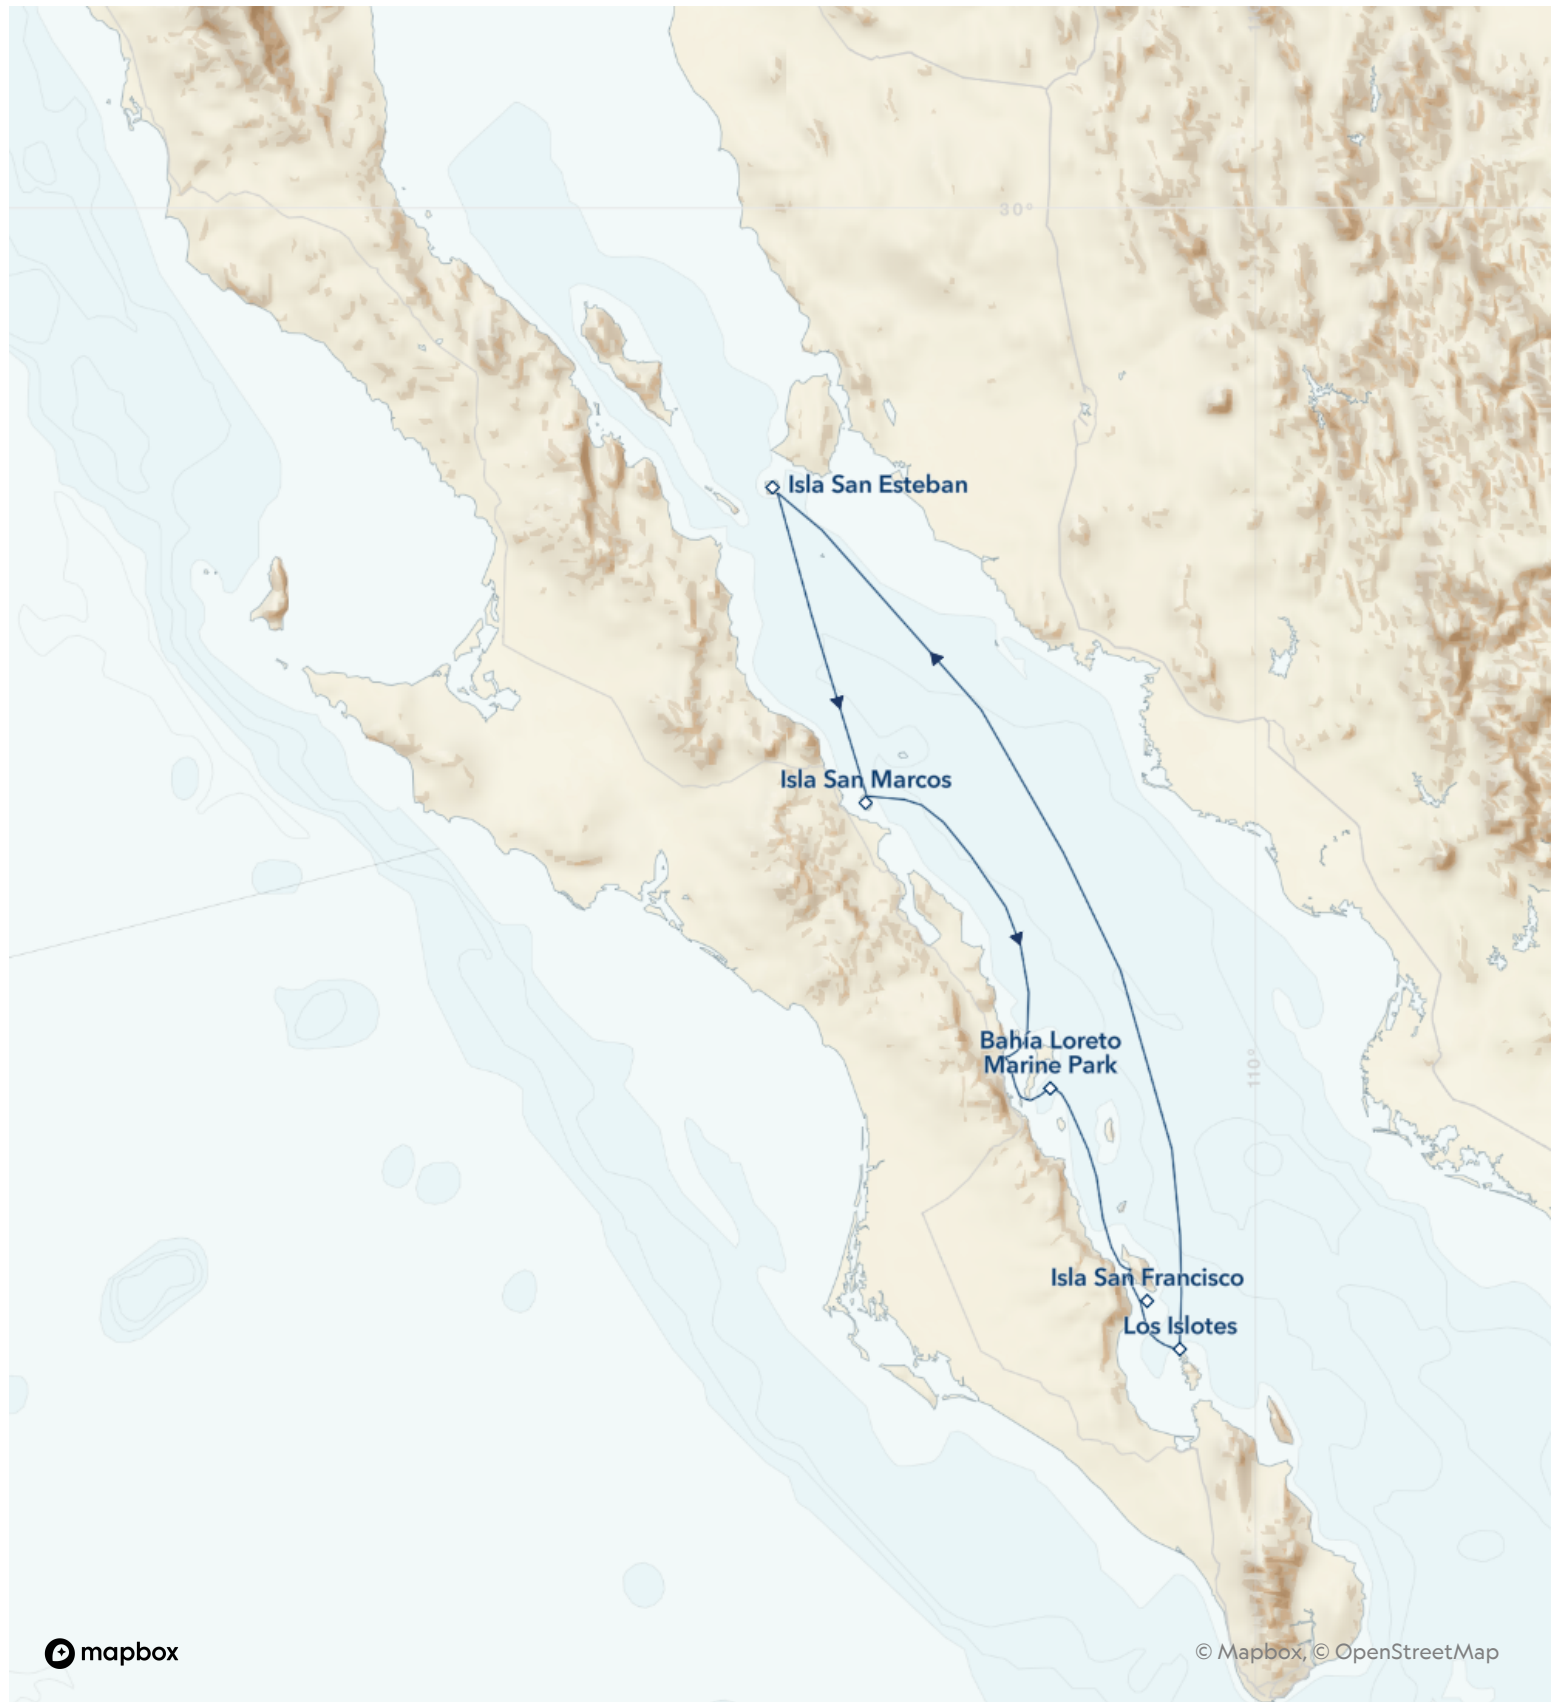 30°
Isla San Esteban
Isla San Marcos
Bahía Loreto
Marine Park
110°
Isla San Francisco
Los Islotes
mapbox
© Mapbox, © OpenStreetMap